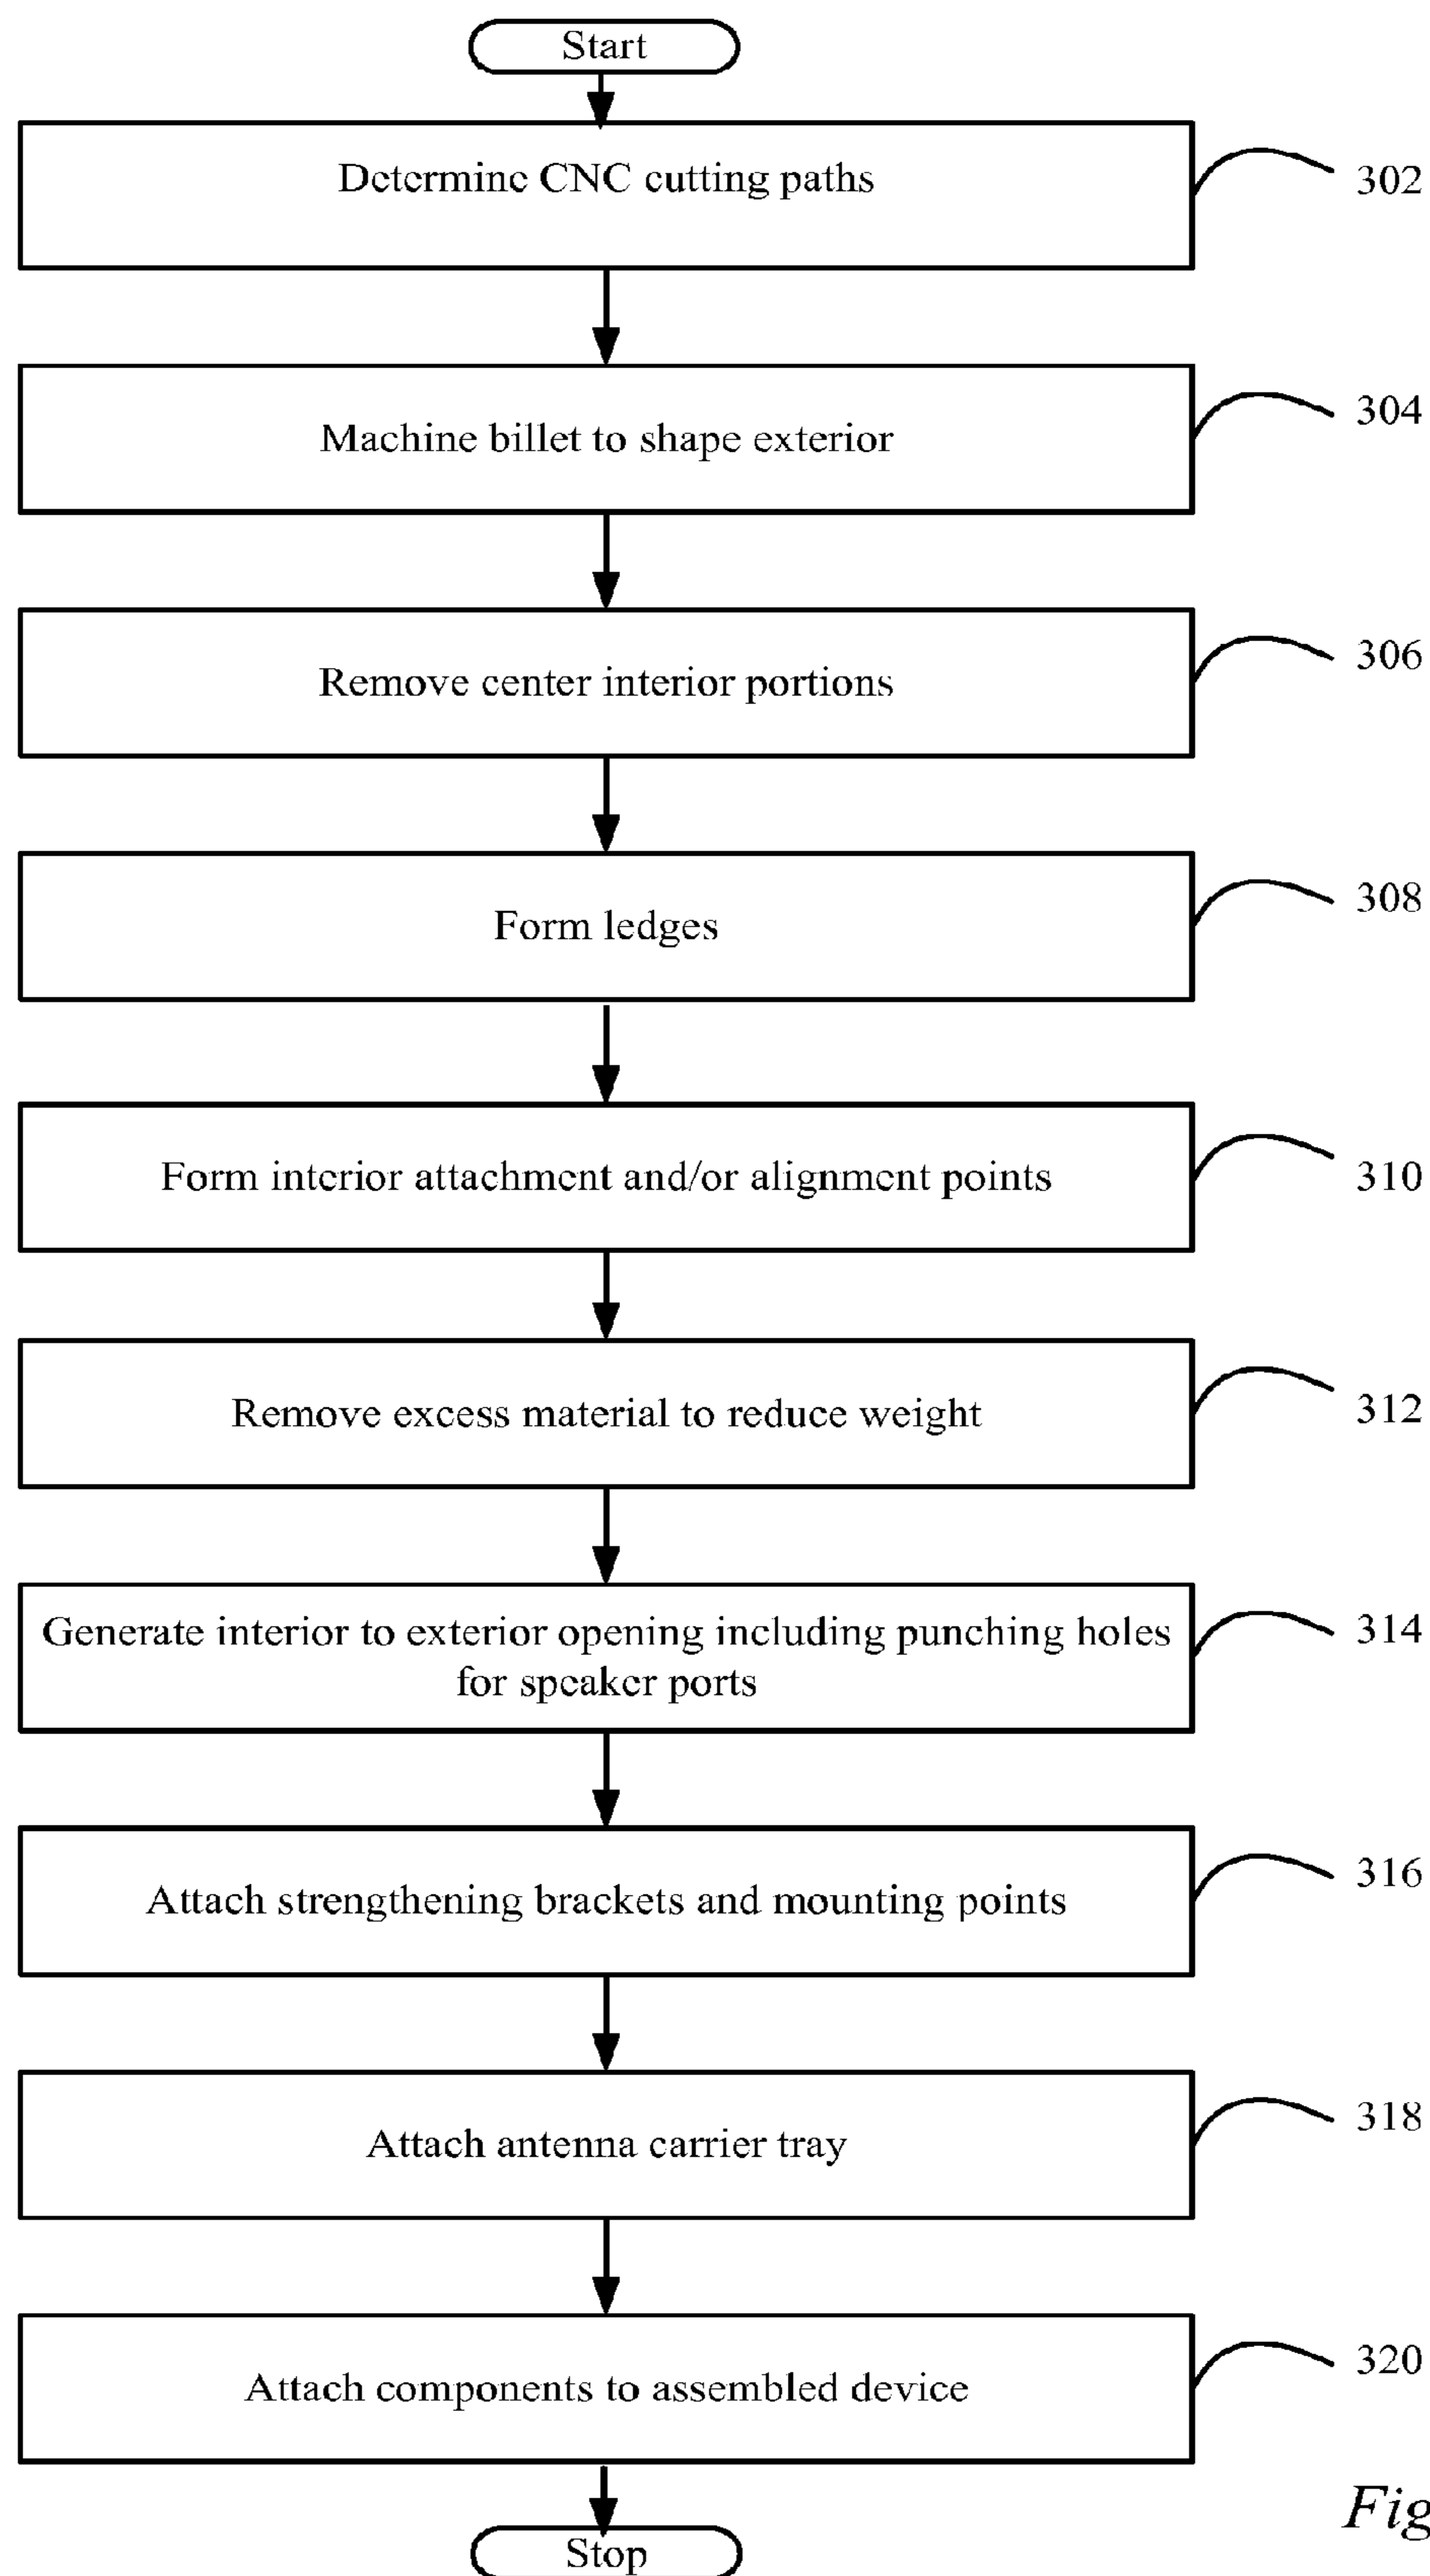 Start
Determine CNC cutting paths
302
Machine billet to shape exterior
304
Remove center interior portions
306
Form ledges
308
Form interior attachment and/or alignment points
310
Remove excess material to reduce weight
312
Generate interior to exterior opening including punching holes
for speaker ports
314
Attach strengthening brackets and mounting points
316
Attach antenna carrier tray
318
Attach components to assembled device
320
Fig
Stop